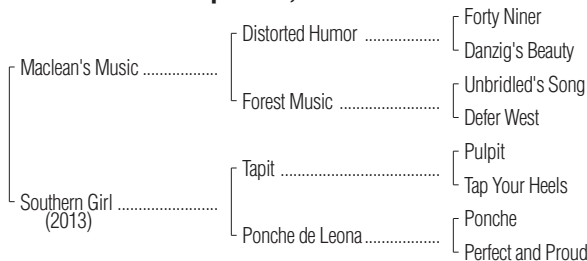 Forty Niner
Distorted Humor ..................
Danzig's Beauty
Maclean's Music ..................
Unbridled's Song
Forest Music ........................
Defer West
Pulpit
Tapit ......................................
Tap Your Heels
Southern Girl ........................
(2013)
Ponche
Ponche de Leona ..................
Perfect and Proud